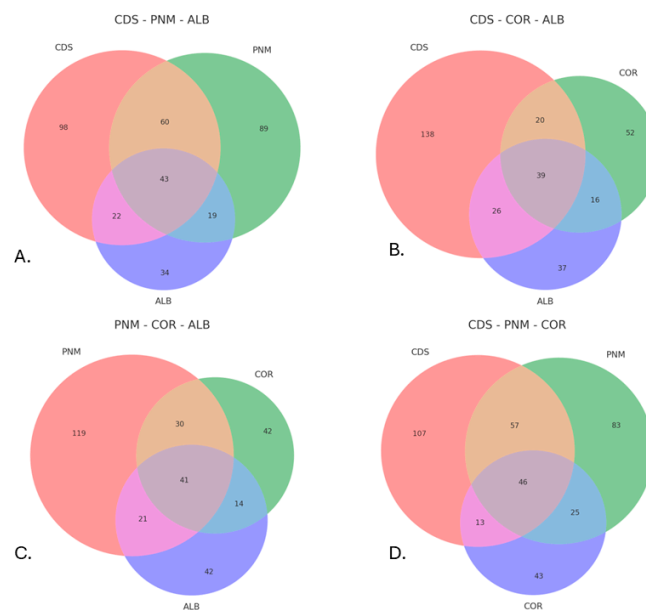 CDS - PNM - ALB
CDS
PNM
98
60
89
43
22
19
34
A.
ALB
CDS - COR - ALB
CDS
COR
138
20
52
39
26
16
37
B.
ALB
PNM - COR - ALB
PNM
COR
119
30
42
41
21
14
42
C.
ALB
CDS - PNM - COR
CDS
PNM
107
57
83
46
13
25
43
D.
COR